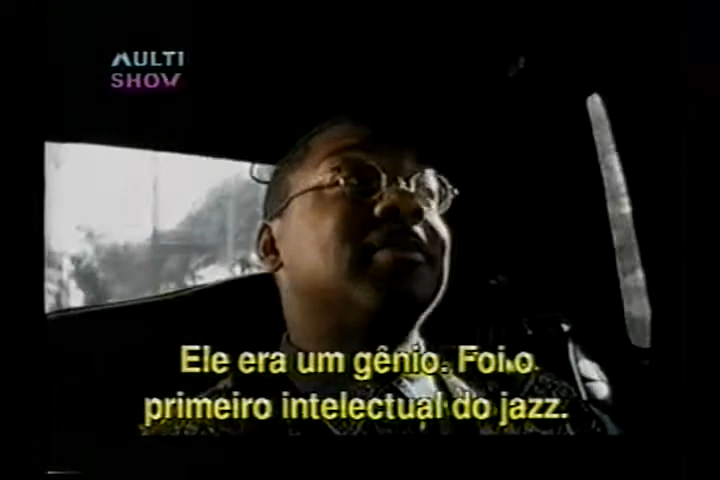 MULTI
SHOW
Ele era um gênio. Foi o
primeiro intelectual do jazz.